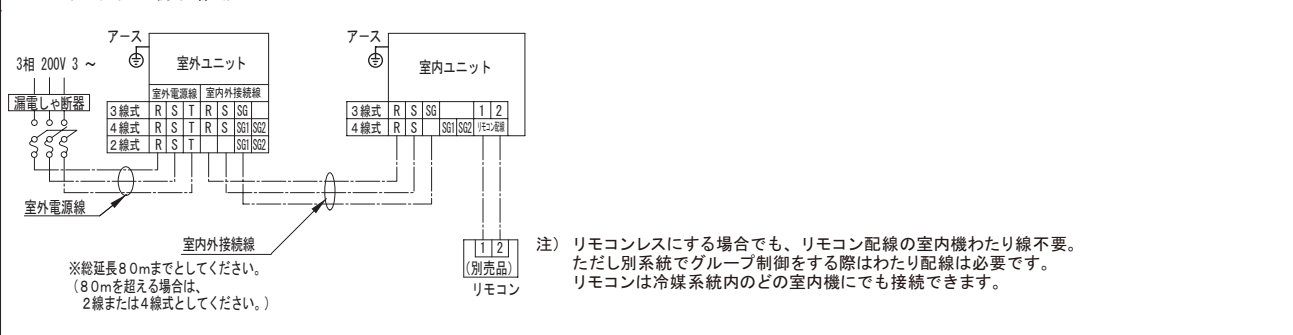 アース
3相 200V 3 ~
漏電しゃ断器
室外ユニット
室外電源線 室内外接続線
3線式 R S T R S SG
4線式 R S T R S SG1 SG2
2線式 R S T SG1 SG2
室外電源線
室内外接続線
※総延長80mまでとしてください。
(80mを超える場合は、
2線または4線式としてください。)
アース
室内ユニット
3線式 R S SG 1 2
4線式 R S SG1 SG2 リモコン配線
1 2
(別売品)
リモコン
注) リモコンレスにする場合でも、リモコン配線の室内機わたり線不要。
ただし別系統でグループ制御をする際はわたり配線は必要です。
リモコンは冷媒系統内のどの室内機にでも接続できます。